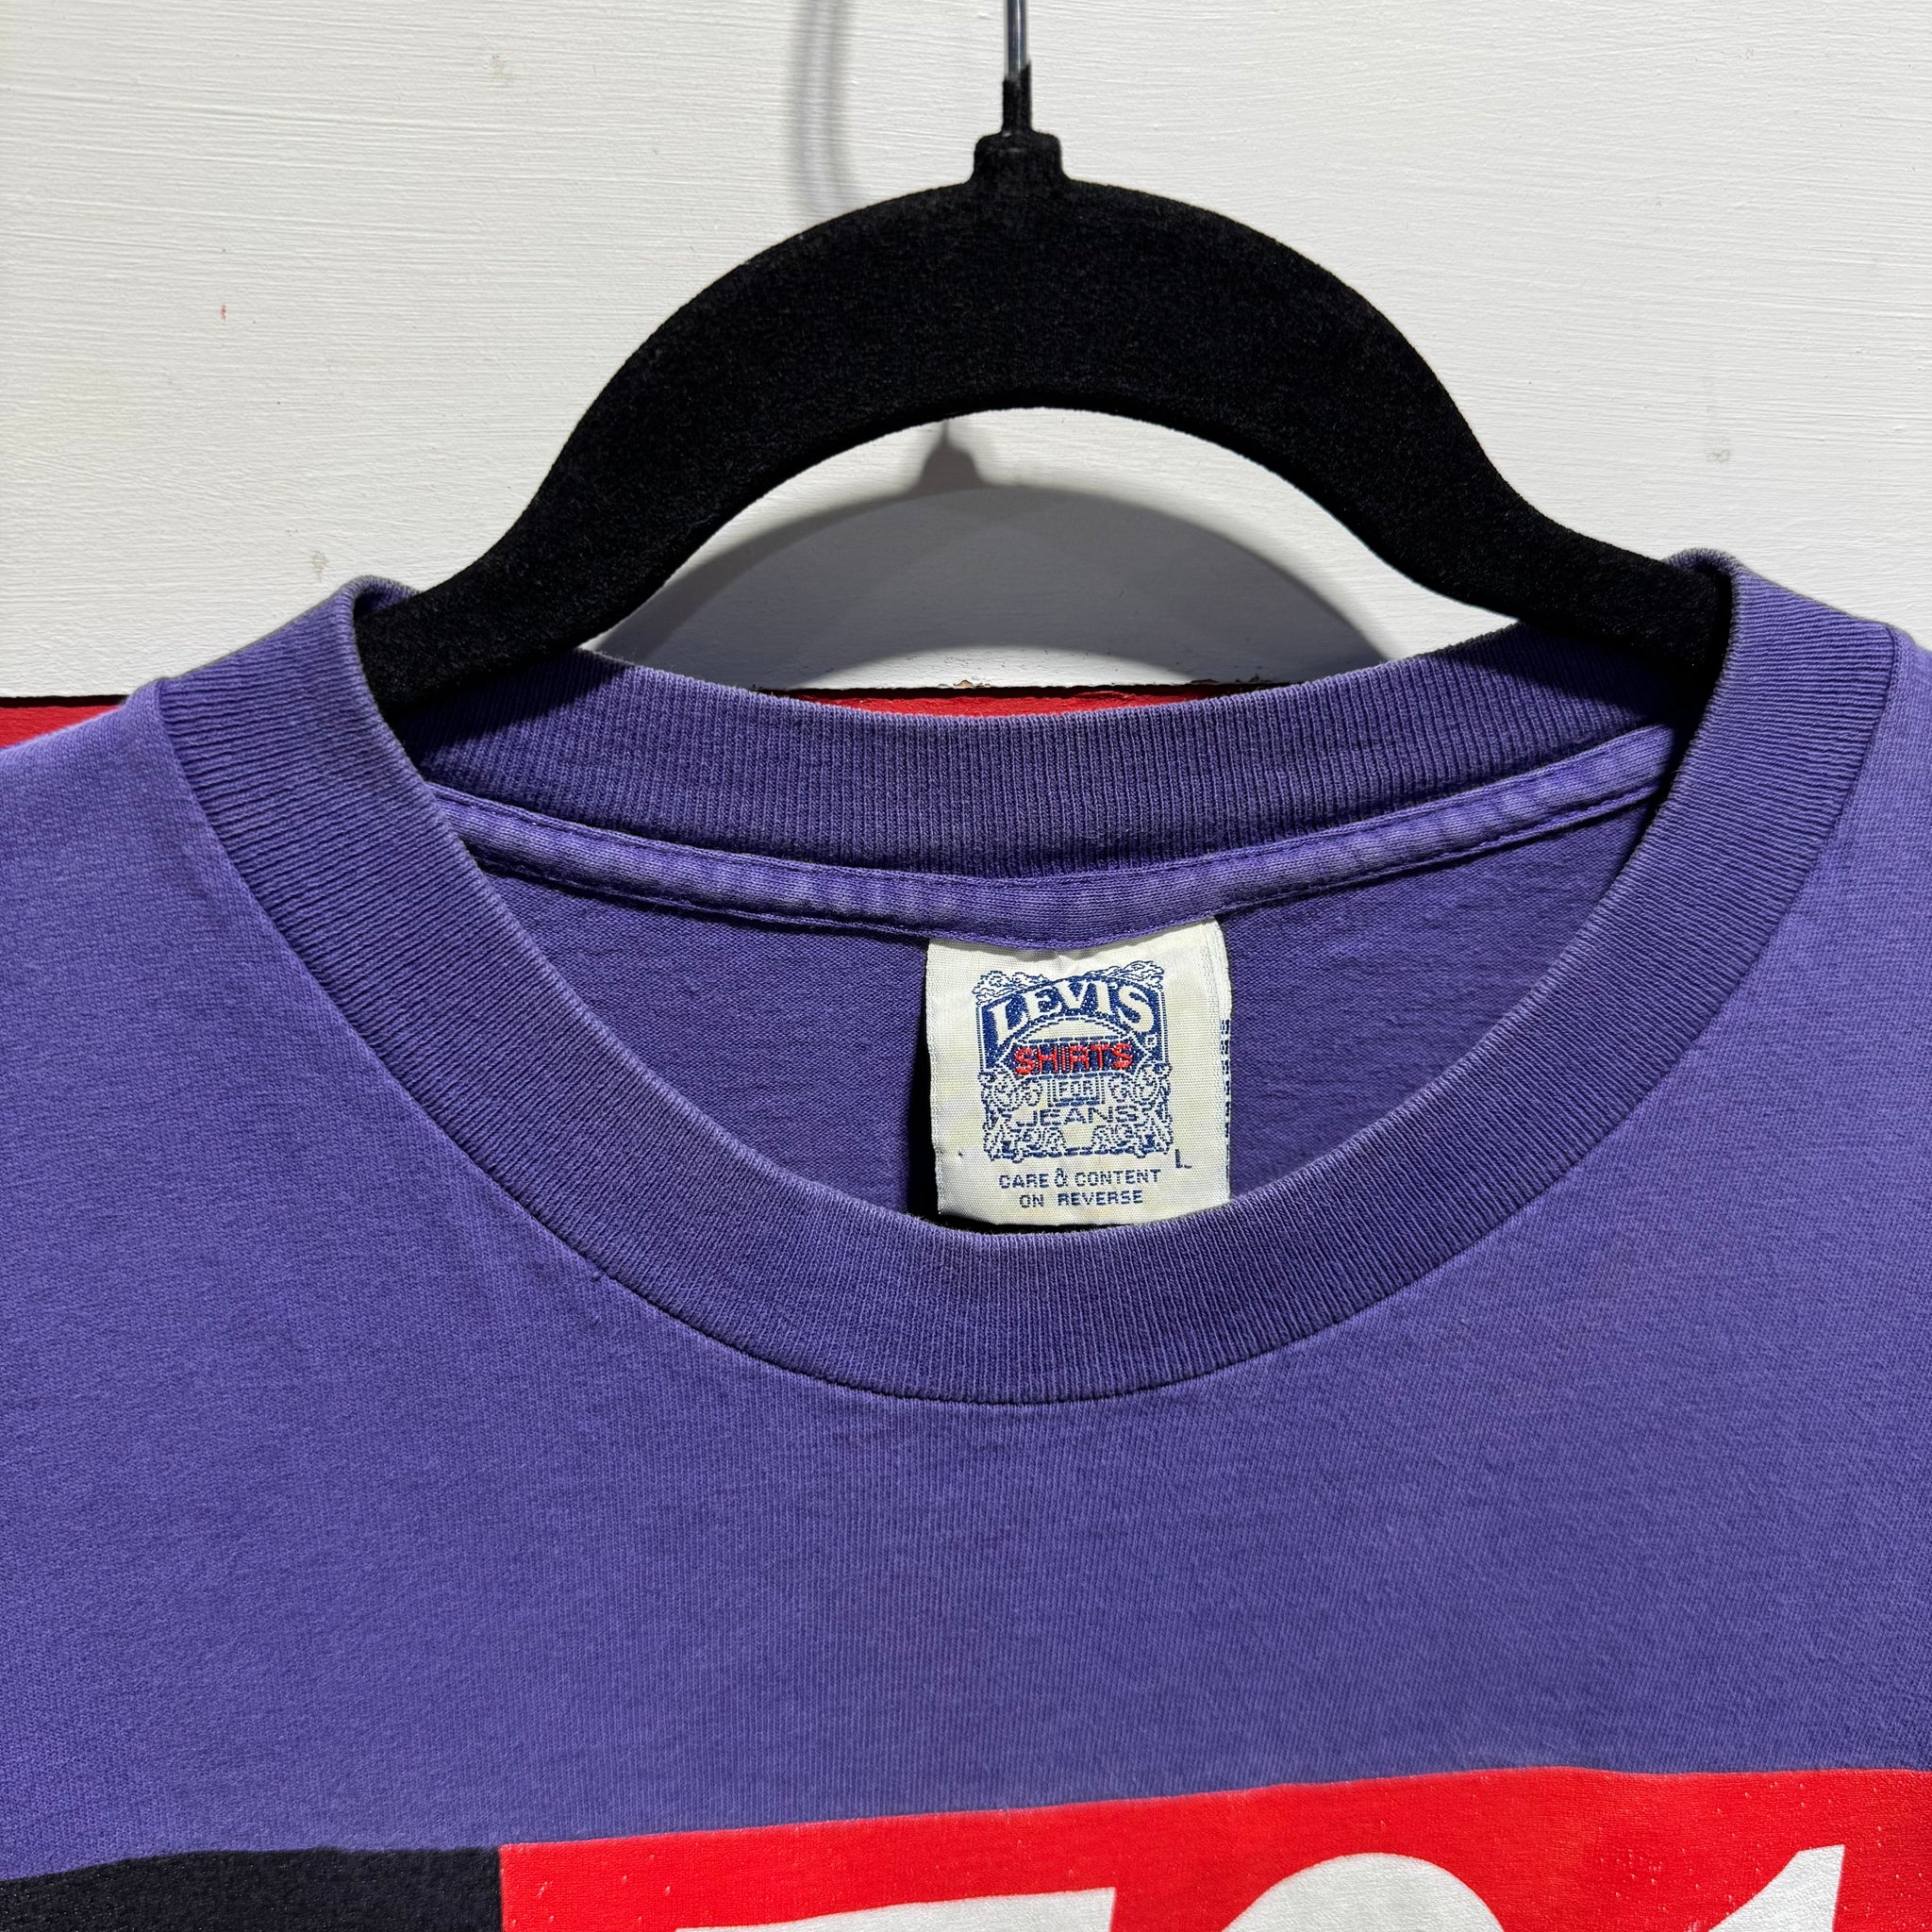 LEVI'S
SHIRTS
FOR
JEANS
L
CARE & CONTENT
ON REVERSE